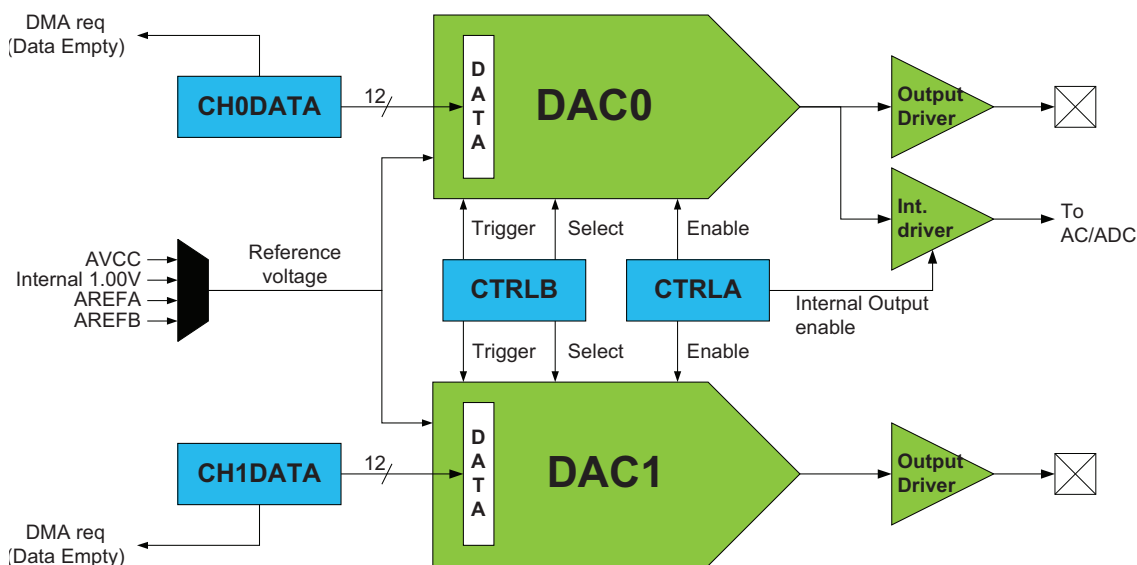 DMA req
(Data Empty)
CH0DATA
12
D
A
T
A
DAC0
Output
Driver
Int.
driver
To
AC/ADC
Trigger
Select
Enable
AVCC
Internal 1.00V
AREFA
AREFB
Reference
voltage
CTRLB
CTRLA
Internal Output
enable
Trigger
Select
Enable
CH1DATA
12
D
A
T
A
DAC1
Output
Driver
DMA req
(Data Empty)